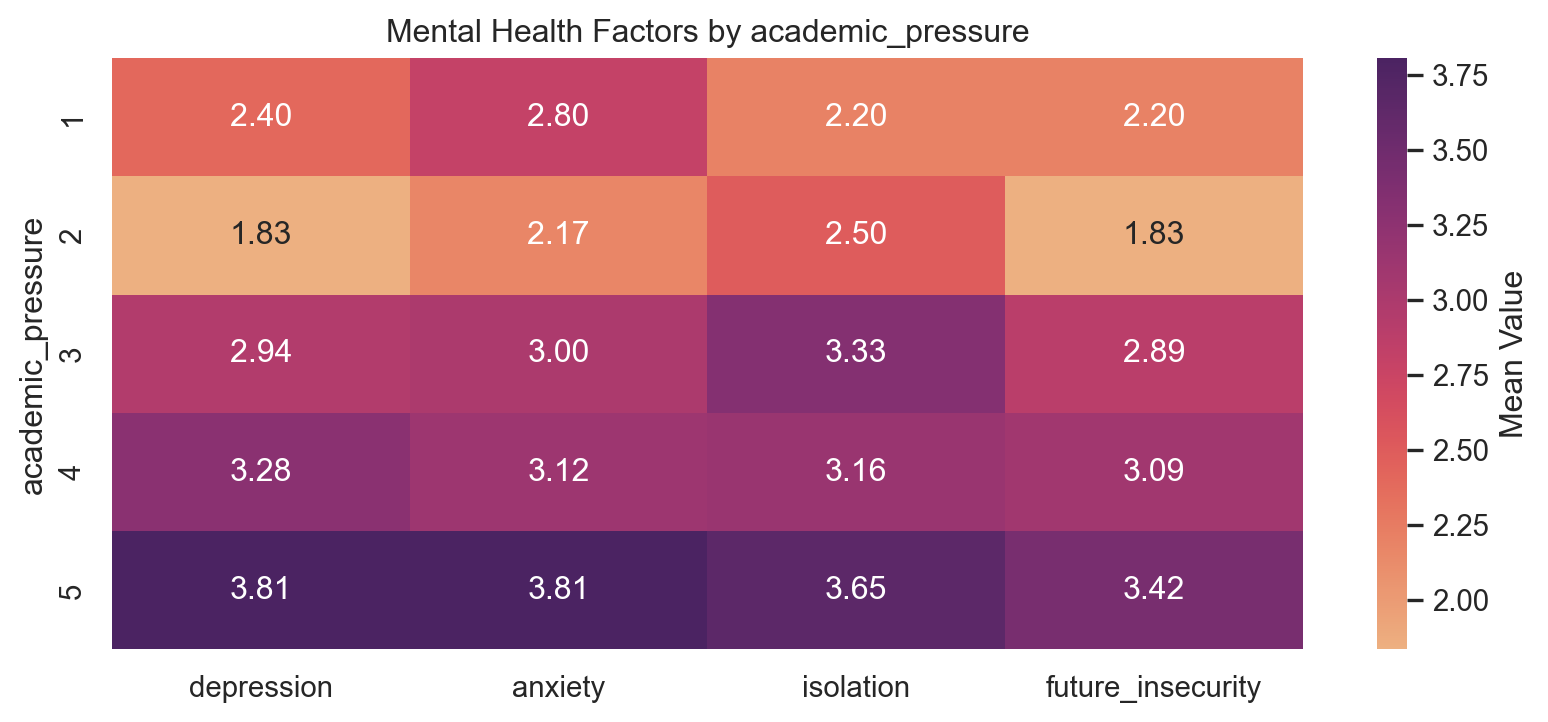 Mental Health Factors by academic_pressure
academic_pressure
1 2.40 2.80 2.20 2.20
2 1.83 2.17 2.50 1.83
3 2.94 3.00 3.33 2.89
4 3.28 3.12 3.16 3.09
5 3.81 3.81 3.65 3.42
depression anxiety isolation future_insecurity
3.75
3.50
3.25
3.00
2.75
2.50
2.25
2.00
Mean Value